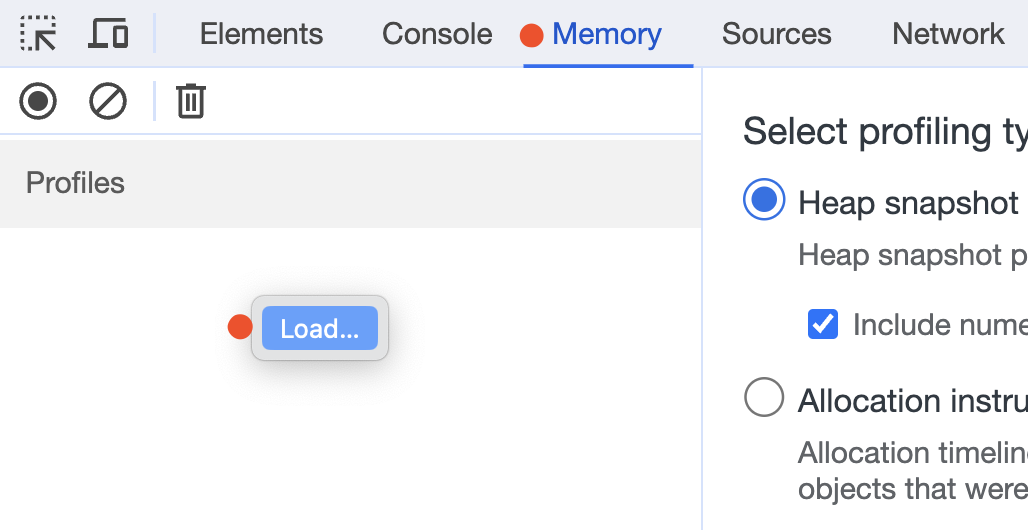 Elements Console Memory Sources Network
Profiles
Load...
Select profiling ty
Heap snapshot
Heap snapshot p
Include nume
Allocation instru
Allocation timelin
objects that were